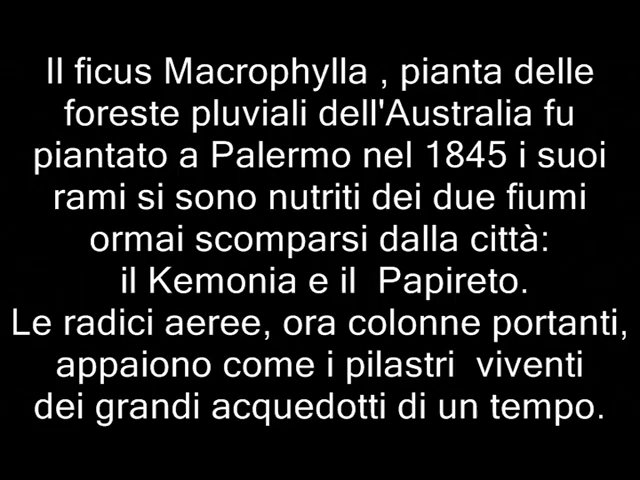 Il ficus Macrophylla , pianta delle
foreste pluviali dell'Australia fu
piantato a Palermo nel 1845 i suoi
rami si sono nutriti dei due fiumi
ormai scomparsi dalla città:
il Kemonia e il  Papireto.
Le radici aeree, ora colonne portanti,
appaiono come i pilastri  viventi
dei grandi acquedotti di un tempo.